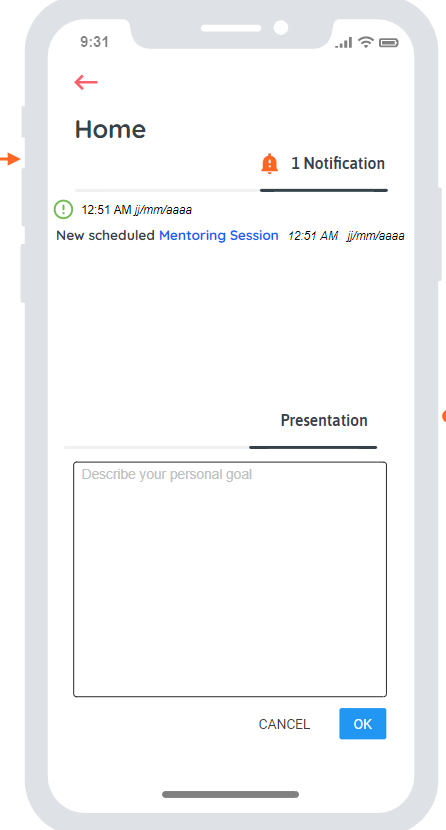 9:31
Home
1 Notification
12:51 AM jj/mm/aaaa
New scheduled Mentoring Session 12:51 AM jj/mm/aaaa
Presentation
Describe your personal goal
CANCEL OK